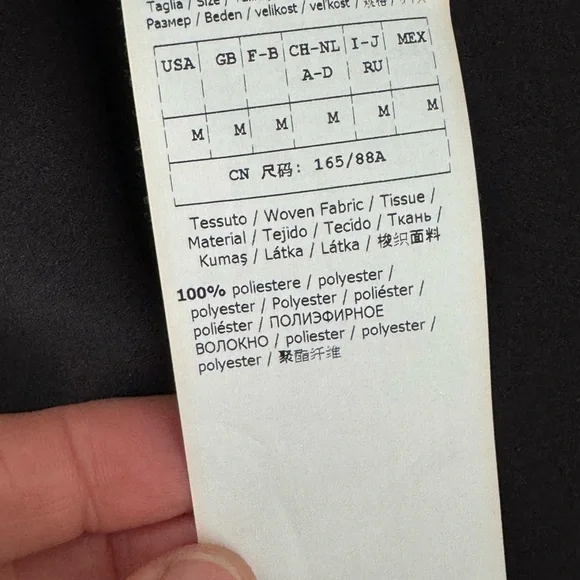 Taglia / Size /
Размер / Beden / velikost / veľkosť /
USA GB F-B CH-NL I-J MEX
A-D RU
M M M M M M
CN 尺码: 165/88A
Tessuto / Woven Fabric / Tissue /
Material / Tejido / Tecido / Ткань /
Kumaş / Látka / Látka / 梭织面料
100% poliestere / polyester /
polyester / Polyester / poliéster /
poliéster / ПОЛИЭФИРНОЕ
ВОЛОКНО / poliester / polyester /
polyester / 聚酯纤维